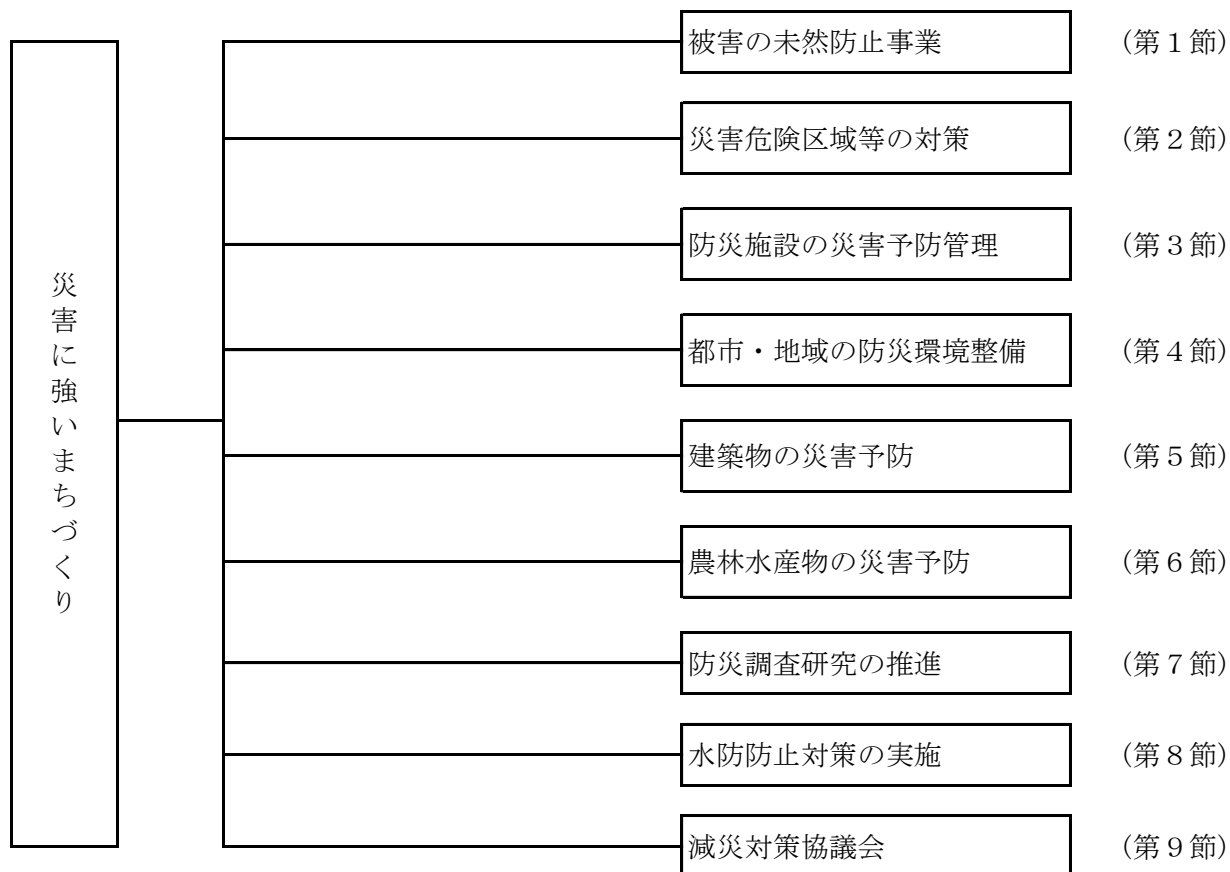 災害に強いまちづくり
被害の未然防止事業 (第1節)
災害危険区域等の対策 (第2節)
防災施設の災害予防管理 (第3節)
都市・地域の防災環境整備 (第4節)
建築物の災害予防 (第5節)
農林水産物の災害予防 (第6節)
防災調査研究の推進 (第7節)
水防防止対策の実施 (第8節)
減災対策協議会 (第9節)